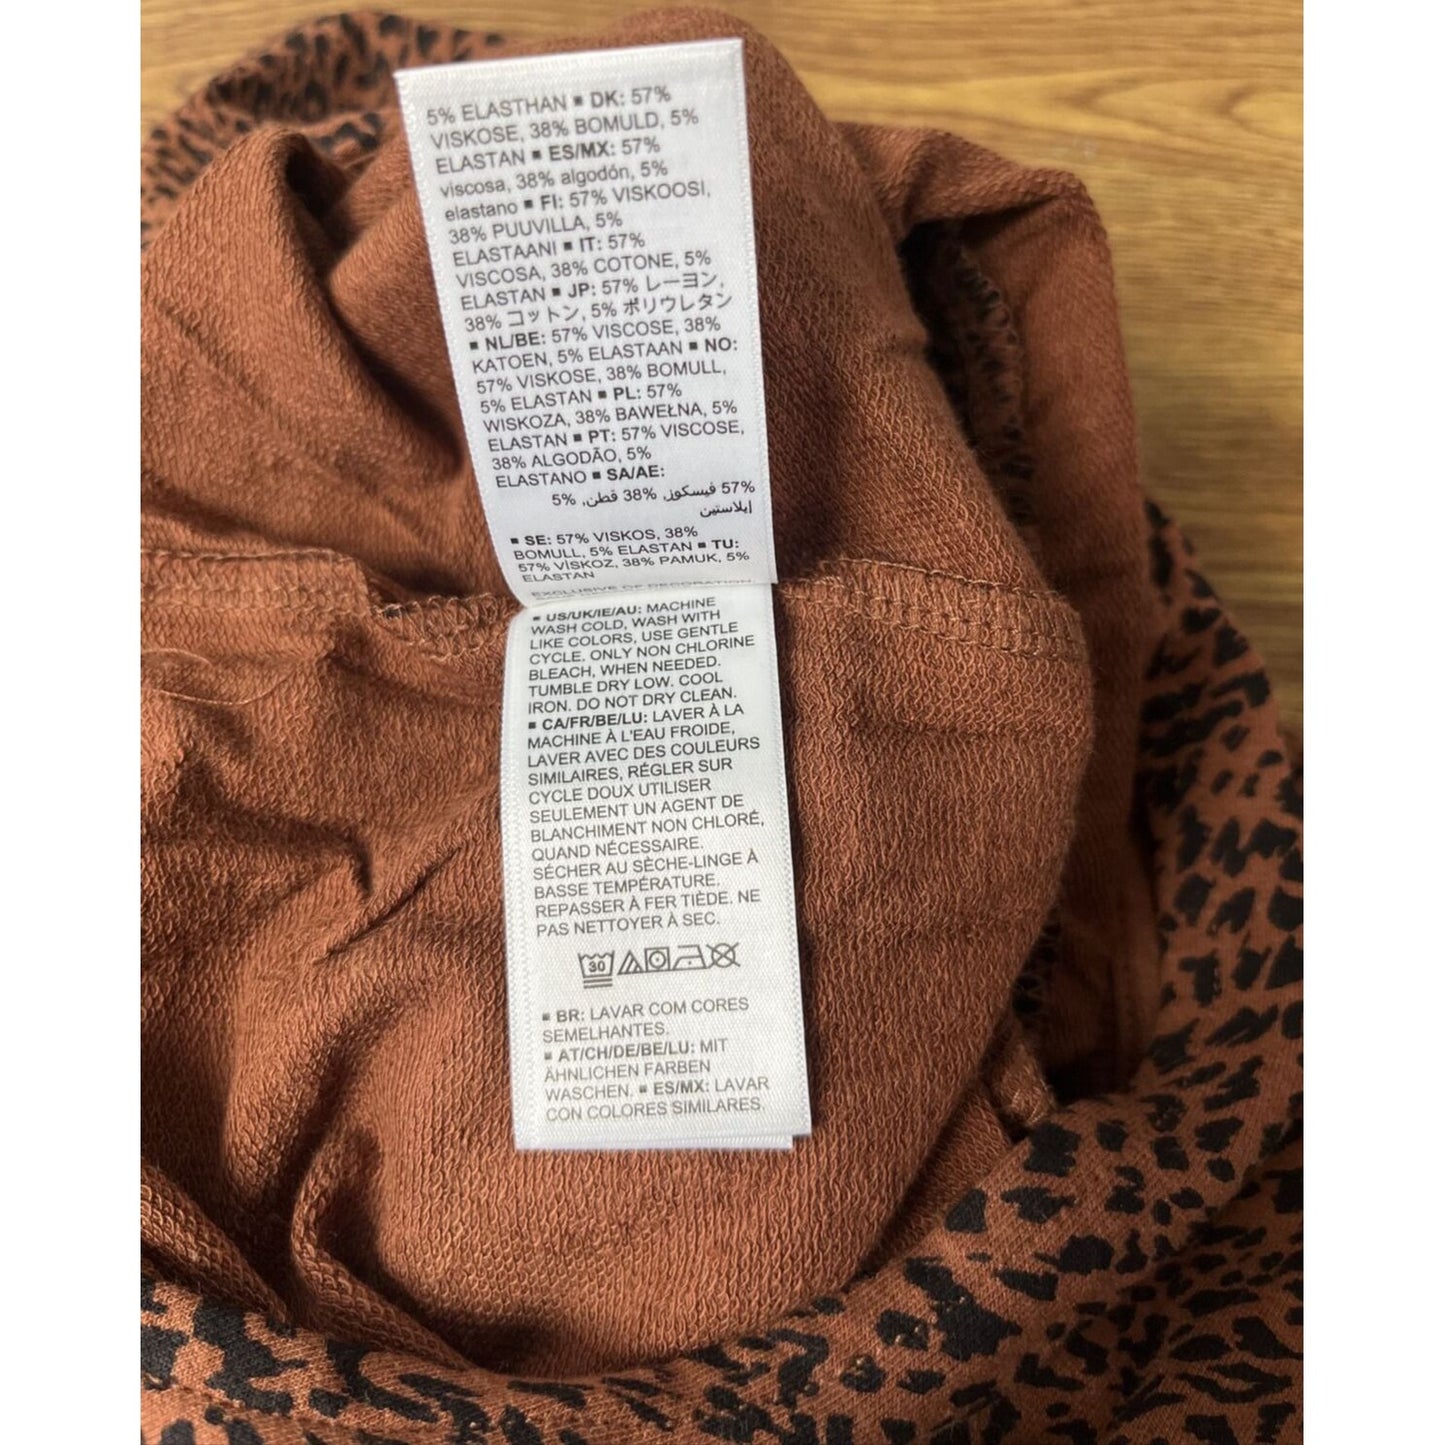 5% ELASTHAN ▪ DK: 57%
VISKOSE, 38% BOMULD, 5%
ELASTAN ▪ ES/MX: 57%
viscosa, 38% algodón, 5%
elastano ▪ FI: 57% VISKOOSI,
38% PUUVILLA, 5%
ELASTAANI ▪ IT: 57%
VISCOSA, 38% COTONE, 5%
ELASTAN ▪ JP: 57% レーヨン,
38% コットン, 5% ポリウレタン
▪ NL/BE: 57% VISCOSE, 38%
KATOEN, 5% ELASTAAN ▪ NO:
57% VISKOSE, 38% BOMULL,
5% ELASTAN ▪ PL: 57%
WISKOZA, 38% BAWEŁNA, 5%
ELASTAN ▪ PT: 57% VISCOSE,
38% ALGODÃO, 5%
ELASTANO ▪ SA/AE:
57% فيسكوز, 38% قطن, 5%
إيلاستين
▪ SE: 57% VISKOS, 38%
BOMULL, 5% ELASTAN ▪ TU:
57% VİSKOZ, 38% PAMUK, 5%
ELASTAN
EXCLUSIVE OF DECORATION
▪ US/UK/IE/AU: MACHINE
WASH COLD, WASH WITH
LIKE COLORS, USE GENTLE
CYCLE. ONLY NON CHLORINE
BLEACH, WHEN NEEDED.
TUMBLE DRY LOW. COOL
IRON. DO NOT DRY CLEAN.
▪ CA/FR/BE/LU: LAVER À LA
MACHINE À L'EAU FROIDE,
LAVER AVEC DES COULEURS
SIMILAIRES, RÉGLER SUR
CYCLE DOUX UTILISER
SEULEMENT UN AGENT DE
BLANCHIMENT NON CHLORÉ,
QUAND NÉCESSAIRE.
SÉCHER AU SÈCHE-LINGE À
BASSE TEMPÉRATURE.
REPASSER À FER TIÈDE. NE
PAS NETTOYER À SEC.
30
▪ BR: LAVAR COM CORES
SEMELHANTES.
▪ AT/CH/DE/BE/LU: MIT
ÄHNLICHEN FARBEN
WASCHEN. ▪ ES/MX: LAVAR
CON COLORES SIMILARES.